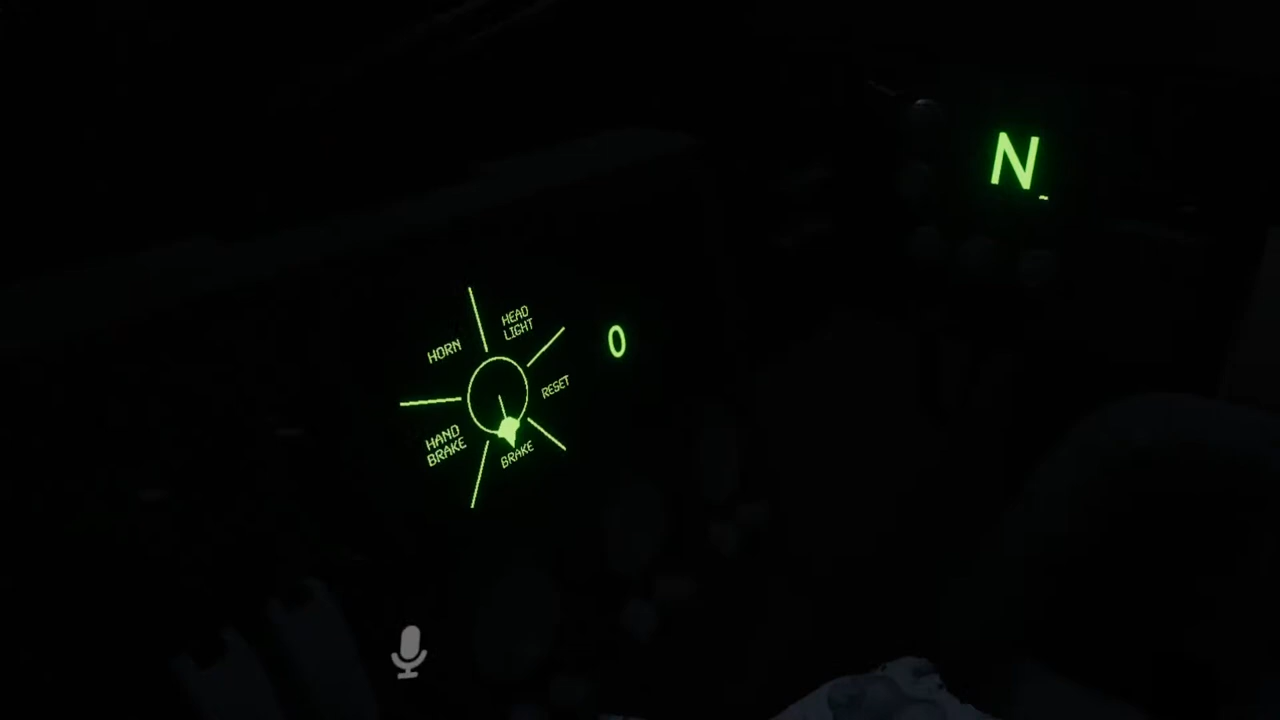 N
HEAD
LIGHT
HORN
0
RESET
HAND
BRAKE
BRAKE